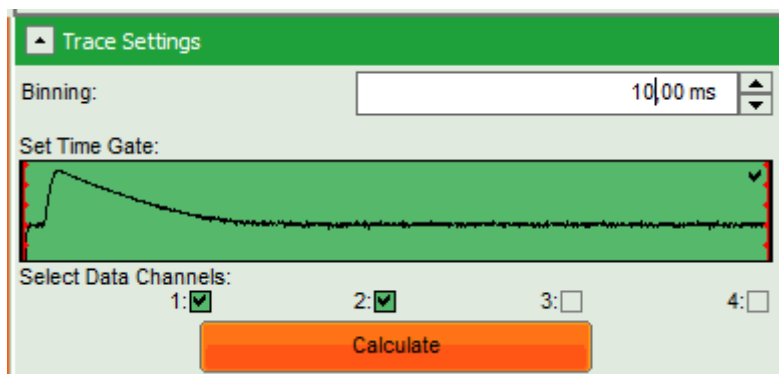 Trace Settings
Binning: 10,00 ms
Set Time Gate:
Select Data Channels:
1: 2: 3: 4:
Calculate